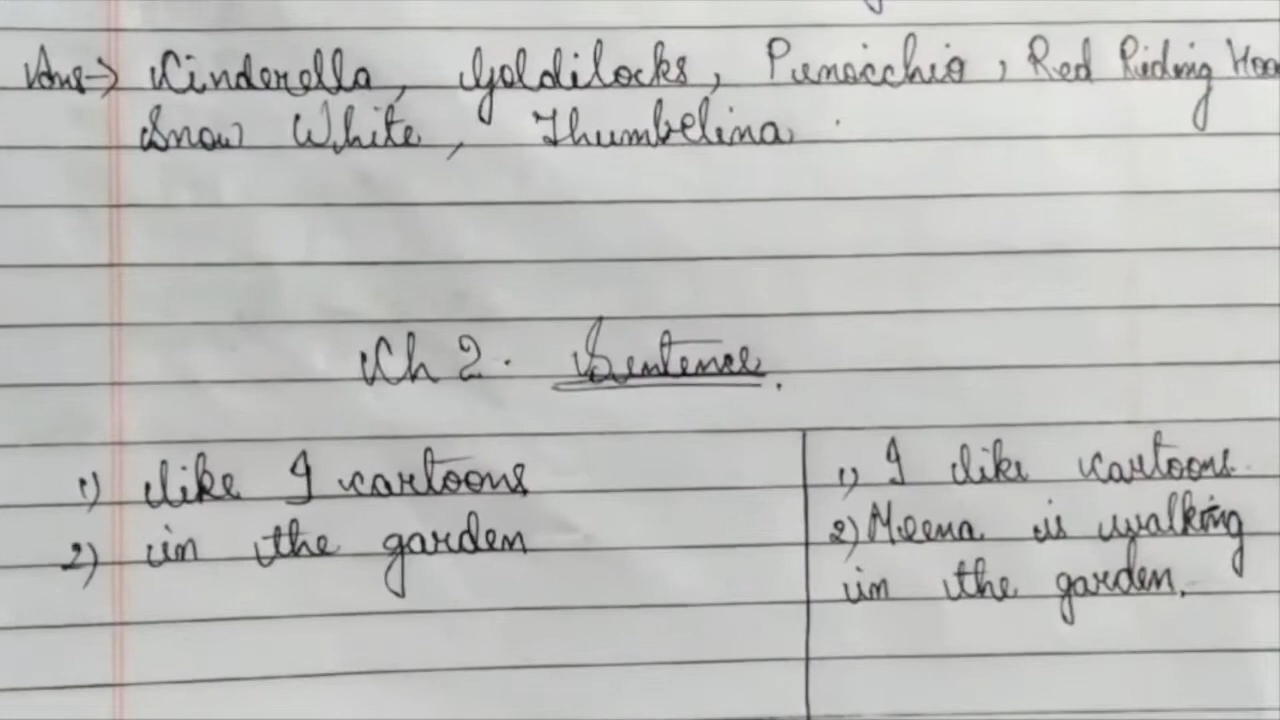 Ans→ Cinderella, Goldilocks, Pinocchio, Red Riding Hoo
Snow White, Thumbelina.
Ch 2. Sentence.
1) like I cartoons
2) in the garden
1) I like cartoons.
2) Meena is walking
in the garden.